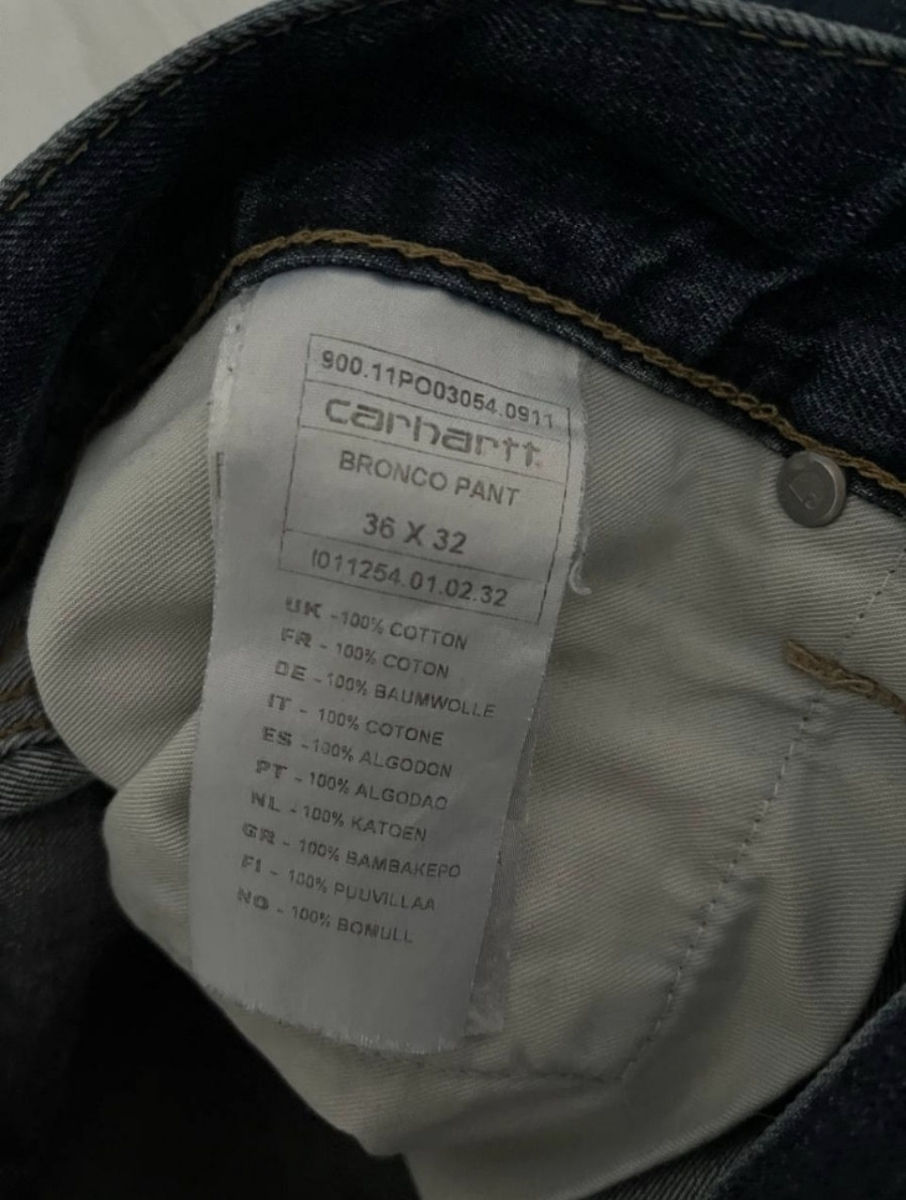 900.11PO03054.0911
carhartt
BRONCO PANT
36 X 32
I011254.01.02.32
UK -100% COTTON
FR - 100% COTON
DE -100% BAUMWOLLE
IT - 100% COTONE
ES -100% ALGODON
PT - 100% ALGODAO
NL - 100% KATOEN
GR - 100% BAMBAKEPO
FI - 100% PUUVILLAA
NO - 100% BOMULL